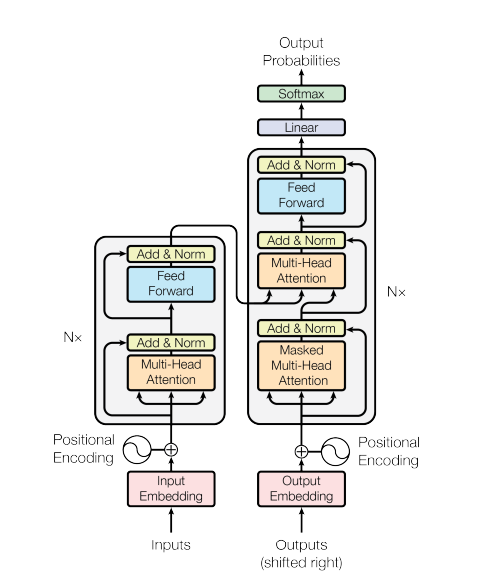 Output
Probabilities
Softmax
Linear
Add & Norm
Feed
Forward
Add & Norm
Multi-Head
Attention
Add & Norm
Masked
Multi-Head
Attention
Nx
Add & Norm
Feed
Forward
Add & Norm
Multi-Head
Attention
Nx
Positional
Encoding
Positional
Encoding
Input
Embedding
Output
Embedding
Inputs
Outputs
(shifted right)